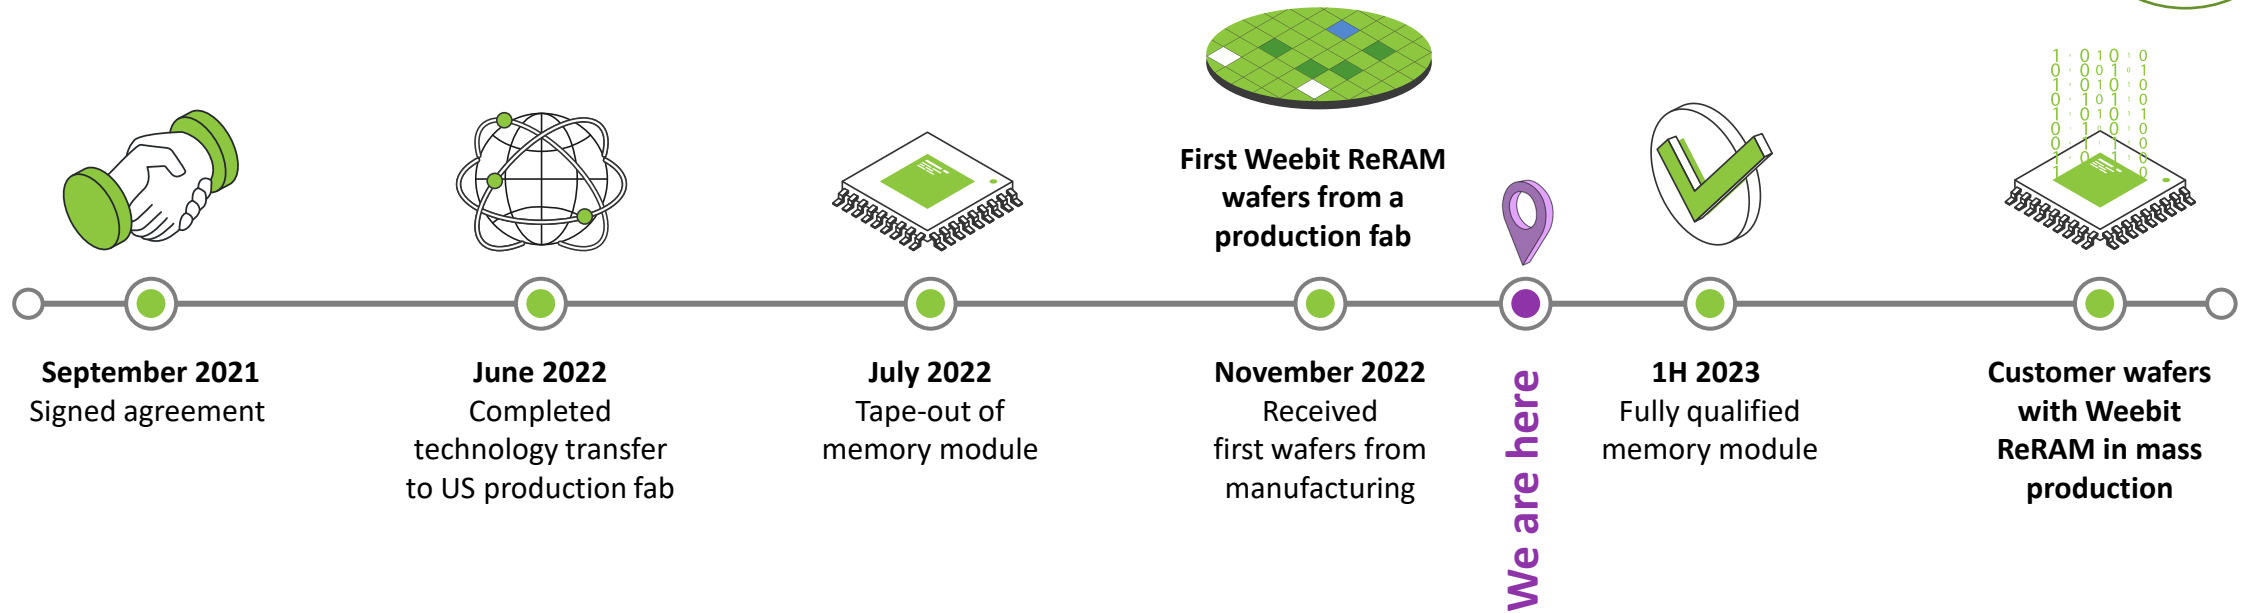 First Weebit ReRAM
wafers from a
production fab
September 2021
Signed agreement
June 2022
Completed
technology transfer
to US production fab
July 2022
Tape-out of
memory module
November 2022
Received
first wafers from
manufacturing
We are here
1H 2023
Fully qualified
memory module
Customer wafers
with Weebit
ReRAM in mass
production